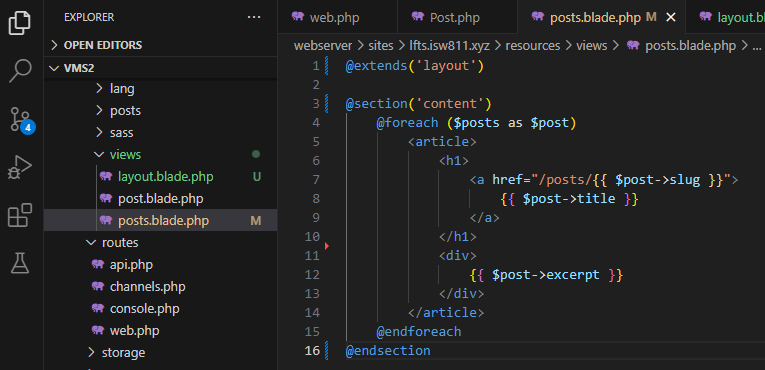 EXPLORER
OPEN EDITORS
VMS2
lang
posts
sass
views
layout.blade.php U
post.blade.php
posts.blade.php M
routes
api.php
channels.php
console.php
web.php
storage
4
web.php Post.php posts.blade.php M layout.bl
webserver > sites > lfts.isw811.xyz > resources > views > posts.blade.php > ...
1 @extends('layout')
2
3 @section('content')
4 @foreach ($posts as $post)
5 <article>
6 <h1>
7 <a href="/posts/{{ $post->slug }}">
8 {{ $post->title }}
9 </a>
10 </h1>
11 <div>
12 {{ $post->excerpt }}
13 </div>
14 </article>
15 @endforeach
16 @endsection